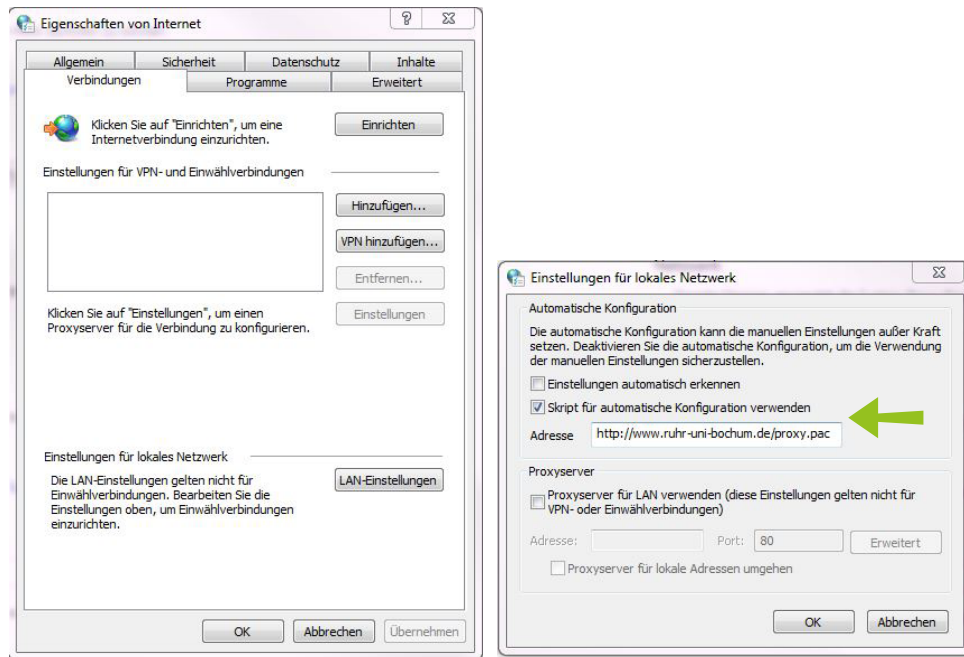 Eigenschaften von Internet
Allgemein Sicherheit Datenschutz Inhalte
Verbindungen Programme Erweitert
Klicken Sie auf "Einrichten", um eine
Internetverbindung einzurichten.
Einrichten
Einstellungen für VPN- und Einwählverbindungen
Hinzufügen...
VPN hinzufügen...
Entfernen...
Klicken Sie auf "Einstellungen", um einen
Proxyserver für die Verbindung zu konfigurieren.
Einstellungen
Einstellungen für lokales Netzwerk
Die LAN-Einstellungen gelten nicht für
Einwählverbindungen. Bearbeiten Sie die
Einstellungen oben, um Einwählverbindungen
einzurichten.
LAN-Einstellungen
OK Abbrechen Übernehmen
Einstellungen für lokales Netzwerk
Automatische Konfiguration
Die automatische Konfiguration kann die manuellen Einstellungen außer Kraft
setzen. Deaktivieren Sie die automatische Konfiguration, um die Verwendung
der manuellen Einstellungen sicherzustellen.
Einstellungen automatisch erkennen
Skript für automatische Konfiguration verwenden
Adresse http://www.ruhr-uni-bochum.de/proxy.pac
Proxyserver
Proxyserver für LAN verwenden (diese Einstellungen gelten nicht für
VPN- oder Einwählverbindungen)
Adresse: Port: 80 Erweitert
Proxyserver für lokale Adressen umgehen
OK Abbrechen